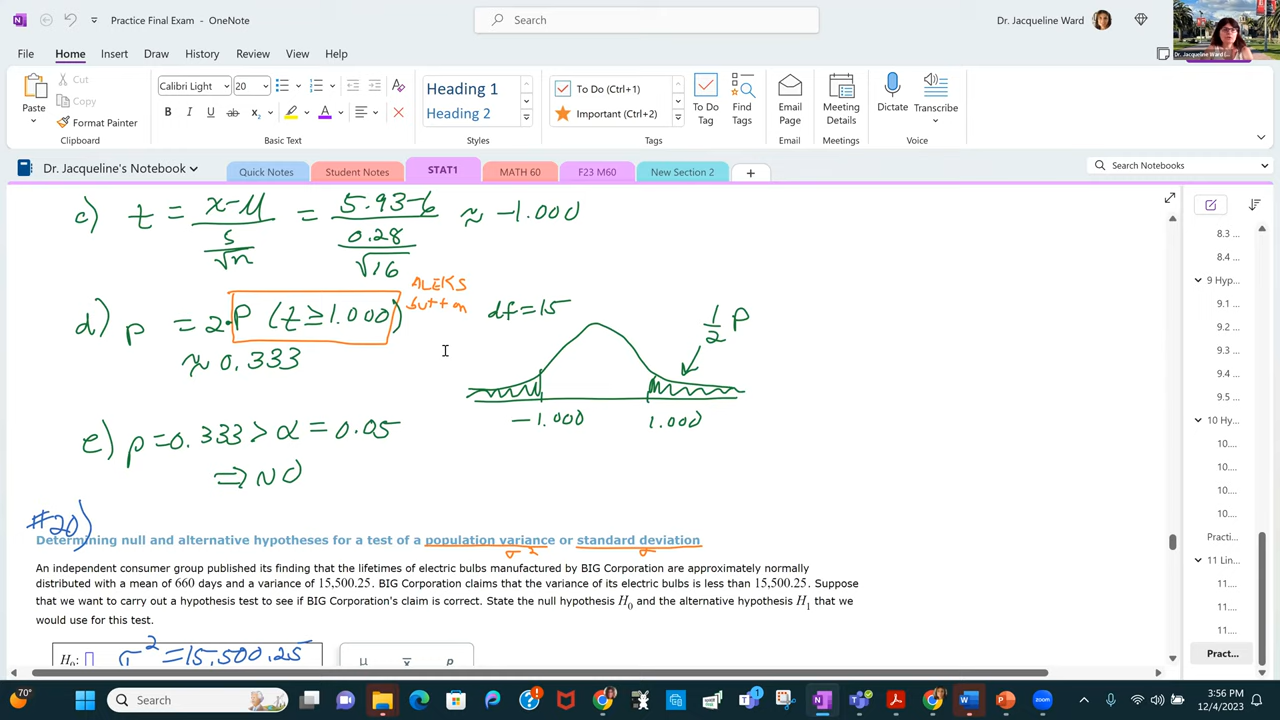 Practice Final Exam - OneNote
Search
Dr. Jacqueline Ward
File Home Insert Draw History Review View Help
Paste
Cut
Copy
Format Painter
Clipboard
Calibri Light 20
B I U ab x₂ A
Basic Text
Heading 1
Heading 2
Styles
To Do (Ctrl+1)
Important (Ctrl+2)
To Do Tag
Find Tags
Tags
Email Page
Email
Meeting Details
Meetings
Dictate
Transcribe
Voice
Dr. Jacqueline's Notebook
Quick Notes
Student Notes
STAT1
MATH 60
F23 M60
New Section 2
+
Search Notebooks
c) t = x-μ / s/√n = 5.93-6 / 0.28/√16 ≈ -1.000
ALEKS button
d) p = 2·P (t≥1.000)
≈ 0.333
df=15
1/2 P
-1.000 1.000
e) p=0.333 > α = 0.05
⇒ NO
#20)
Determining null and alternative hypotheses for a test of a population variance or standard deviation
σ² σ
An independent consumer group published its finding that the lifetimes of electric bulbs manufactured by BIG Corporation are approximately normally
distributed with a mean of 660 days and a variance of 15,500.25. BIG Corporation claims that the variance of its electric bulbs is less than 15,500.25. Suppose
that we want to carry out a hypothesis test to see if BIG Corporation's claim is correct. State the null hypothesis H₀ and the alternative hypothesis H₁ that we
would use for this test.
H₀: σ² = 15,500.25
μ x̄ p
8.3 ...
8.4 ...
9 Hyp...
9.1 ...
9.2 ...
9.3 ...
9.4 ...
9.5 ...
10 Hy...
10....
10....
10....
10....
Practi...
11 Lin...
11....
11....
11....
Pract...
70°
Search
3:56 PM
12/4/2023